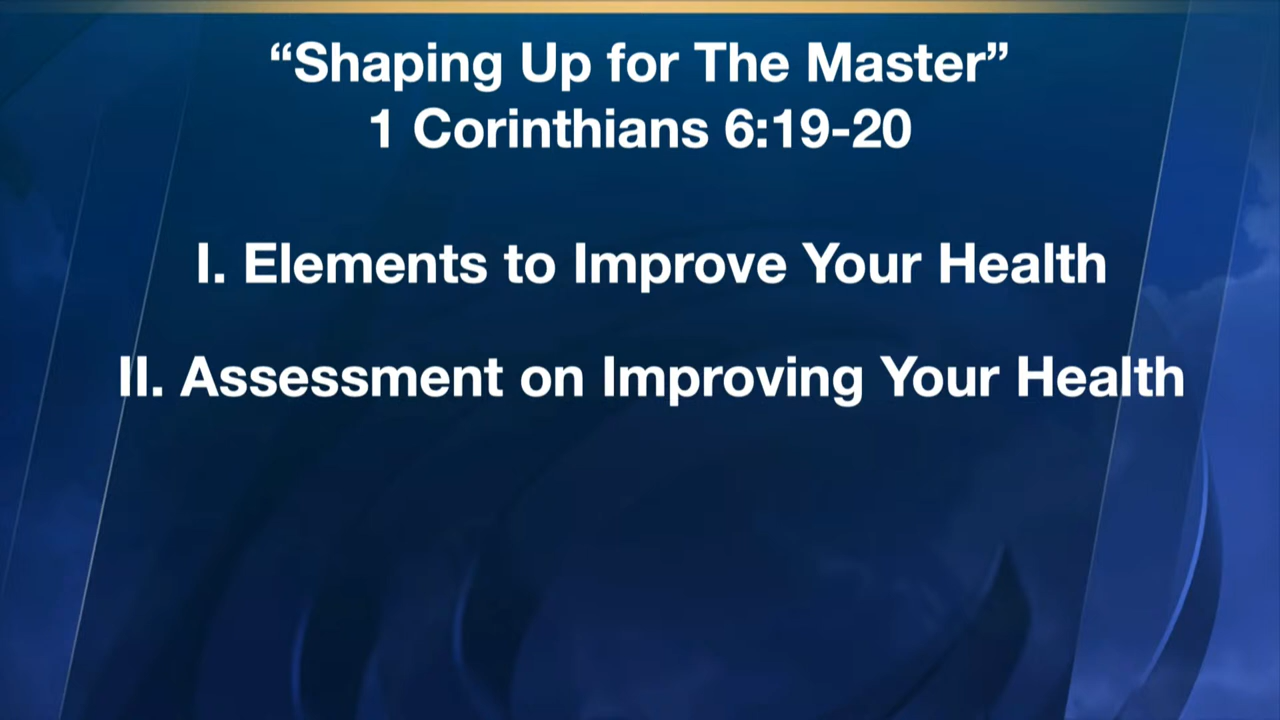 “Shaping Up for The Master”
1 Corinthians 6:19-20
I. Elements to Improve Your Health
II. Assessment on Improving Your Health